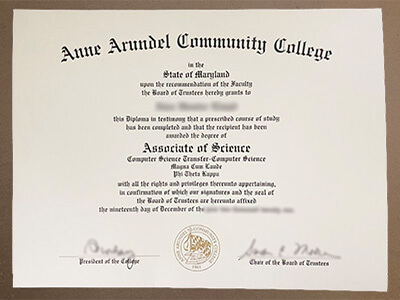 Anne Arundel Community College
in the
State of Maryland
upon the recommendation of the Faculty
the Board of Trustees hereby grants to
this Diploma in testimony that a prescribed course of study
has been completed and that the recipient has been
awarded the degree of
Associate of Science
Computer Science Transfer-Computer Science
Magna Cum Laude
Phi Theta Kappa
with all the rights and privileges thereunto appertaining,
in confirmation of which our signatures and the seal of
the Board of Trustees are hereunto affixed
the nineteenth day of December of the
President of the College
Chair of the Board of Trustees